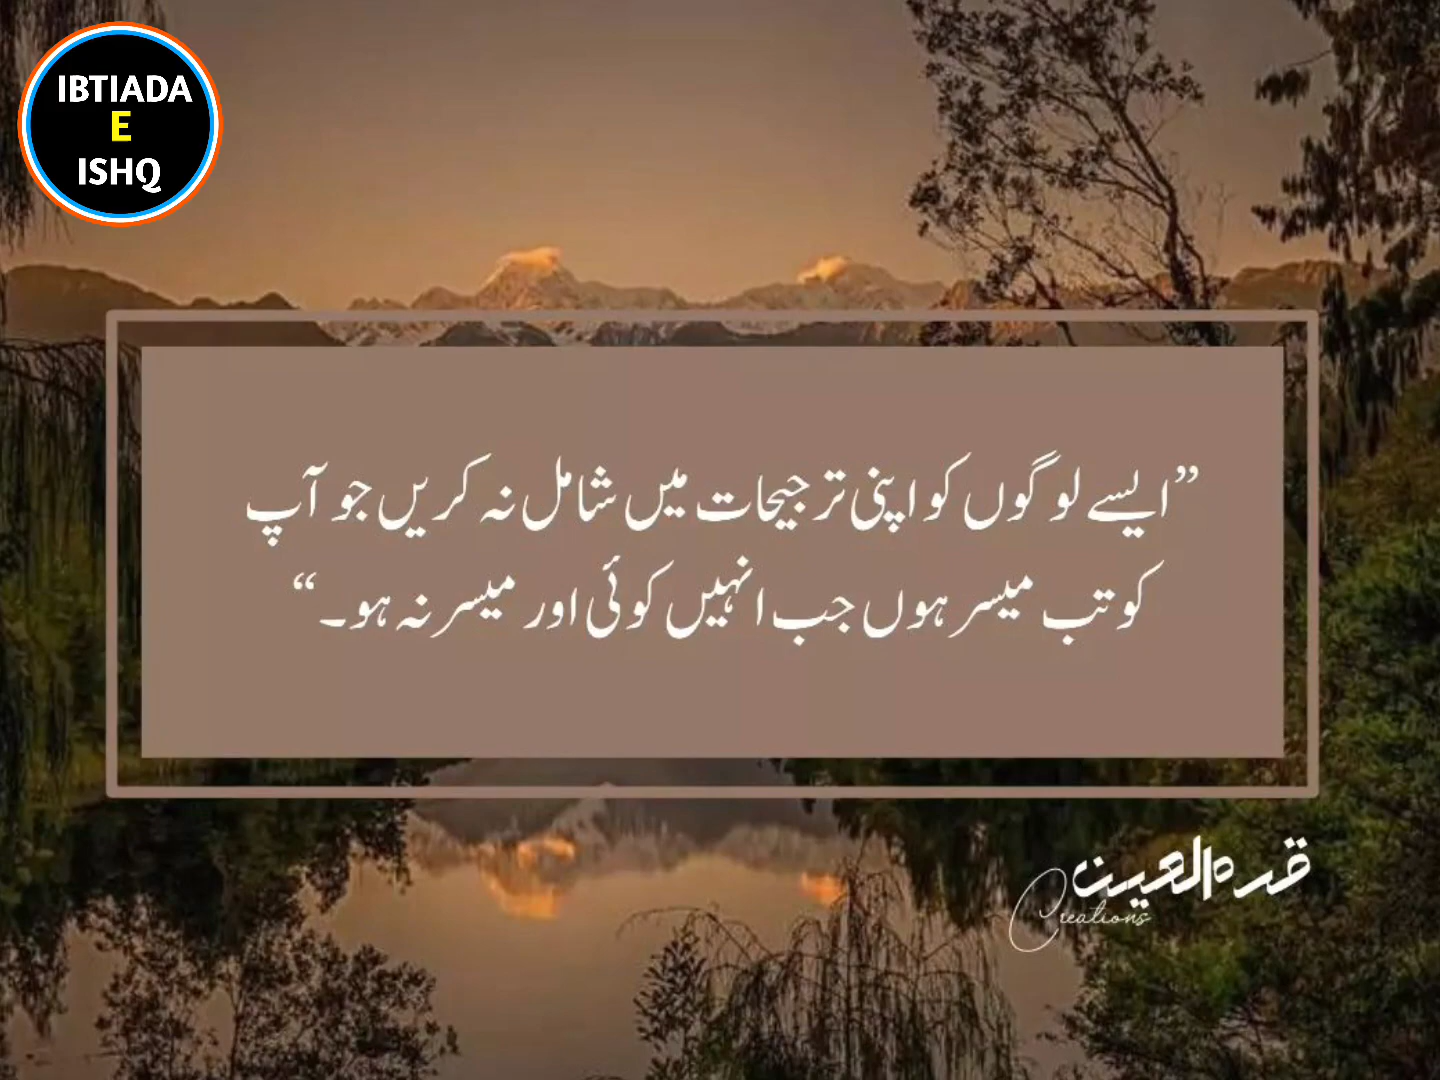 IBTIADA
E
ISHQ
”ایسے لوگوں کو اپنی ترجیحات میں شامل نہ کریں جو آپ
کو تب میسر ہوں جب انہیں کوئی اور میسر نہ ہو۔“
قرۃالعین
Creations